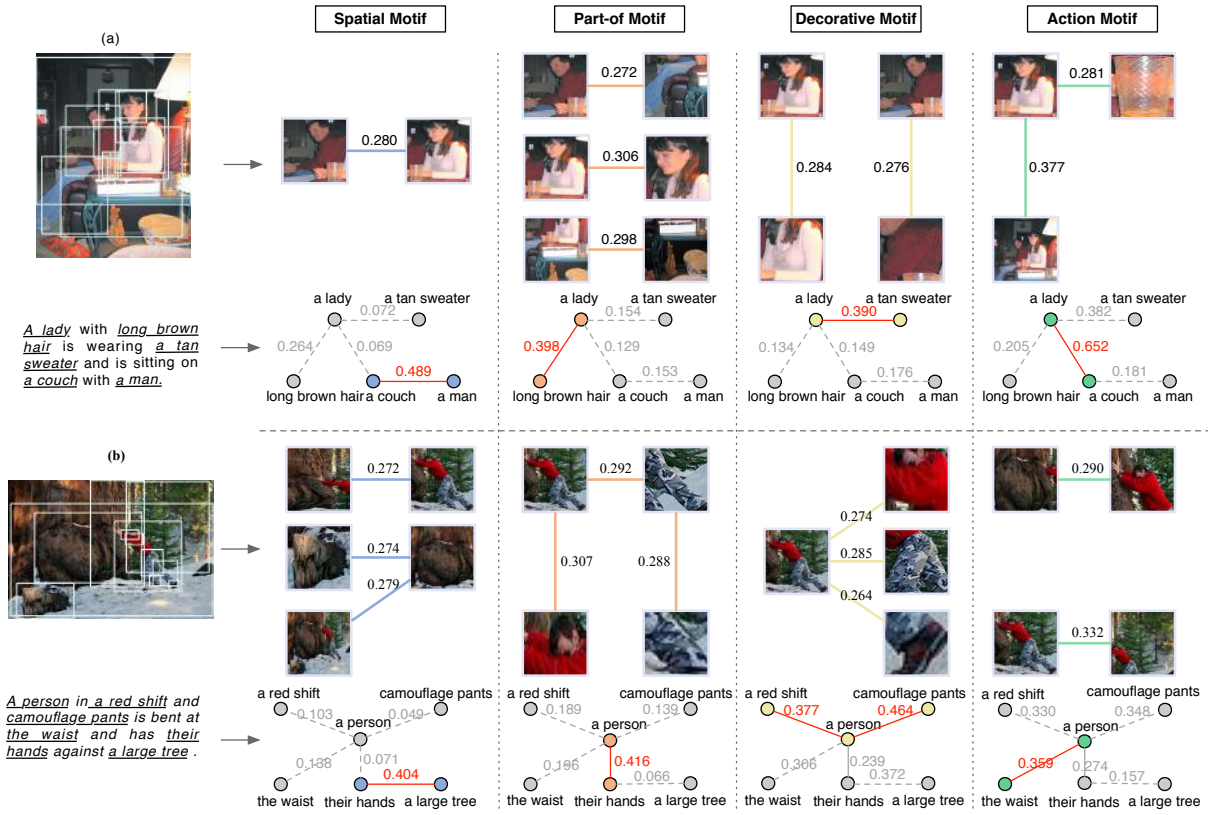 Spatial Motif
Part-of Motif
Decorative Motif
Action Motif
(a)
0.280
0.272
0.306
0.298
0.284
0.276
0.281
0.377
A lady with long brown
hair is wearing a tan
sweater and is sitting on
a couch with a man.
a lady
a tan sweater
0.072
0.264
0.069
0.489
long brown hair
a couch
a man
a lady
a tan sweater
0.154
0.398
0.129
0.153
long brown hair
a couch
a man
a lady
a tan sweater
0.390
0.134
0.149
0.176
long brown hair
a couch
a man
a lady
a tan sweater
0.382
0.205
0.652
0.181
long brown hair
a couch
a man
(b)
0.272
0.274
0.279
0.292
0.307
0.288
0.274
0.285
0.264
0.290
0.332
A person in a red shift and
camouflage pants is bent at
the waist and has their
hands against a large tree .
a red shift
camouflage pants
0.103
0.049
a person
0.138
0.071
0.404
the waist
their hands
a large tree
a red shift
camouflage pants
0.189
0.139
a person
0.196
0.416
0.066
the waist
their hands
a large tree
a red shift
camouflage pants
0.377
0.464
a person
0.306
0.239
0.372
the waist
their hands
a large tree
a red shift
camouflage pants
0.330
0.348
a person
0.359
0.274
0.157
the waist
their hands
a large tree